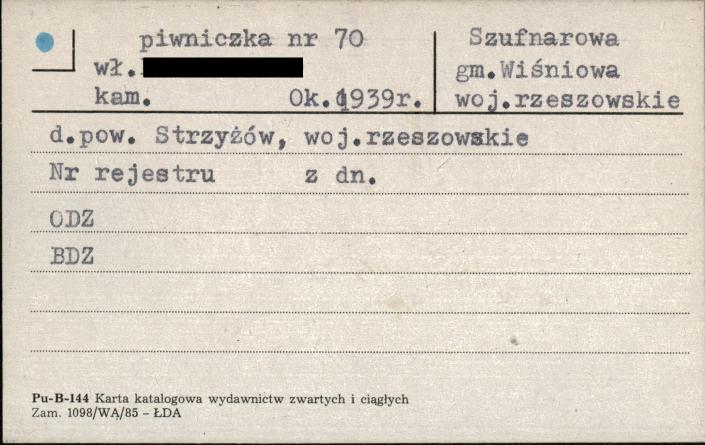 piwniczka nr 70
wł.
kam. Ok.1939r.
Szufnarowa
gm.Wiśniowa
woj.rzeszowskie
d.pow. Strzyżów, woj.rzeszowskie
Nr rejestru z dn.
ODZ
BDZ
Pu-B-144 Karta katalogowa wydawnictw zwartych i ciągłych
Zam. 1098/WA/85 – ŁDA